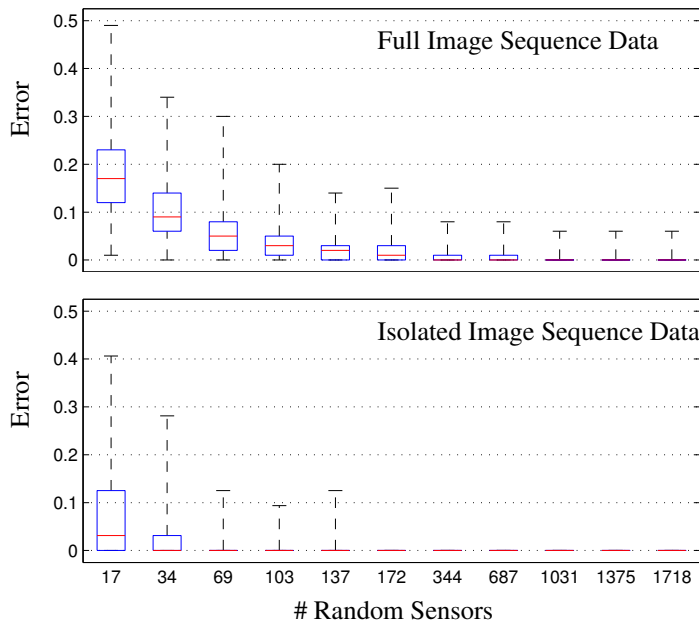 0.5
Full Image Sequence Data
0.4
0.3
Error
0.2
0.1
0
0.5
Isolated Image Sequence Data
0.4
0.3
Error
0.2
0.1
0
17 34 69 103 137 172 344 687 1031 1375 1718
# Random Sensors